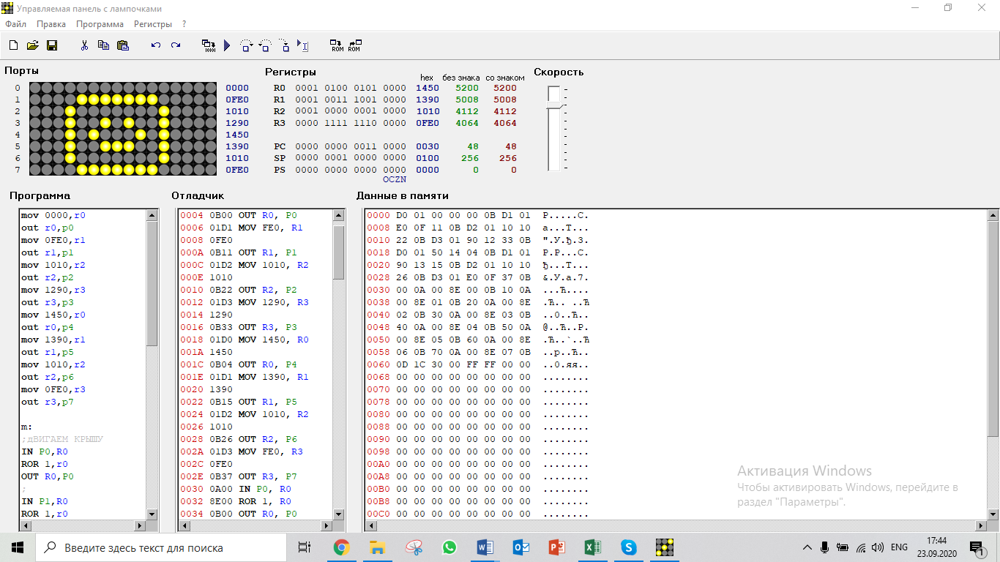 Управляемая панель с лампочками
Файл Правка Программа Регистры ?
Порты
0 0000
1 0FE0
2 1010
3 1290
4 1450
5 1390
6 1010
7 0FE0
Регистры hex без знака со знаком
R0 0001 0100 0101 0000 1450 5200 5200
R1 0001 0011 1001 0000 1390 5008 5008
R2 0001 0000 0001 0000 1010 4112 4112
R3 0000 1111 1110 0000 0FE0 4064 4064
PC 0000 0000 0011 0000 0030 48 48
SP 0000 0001 0000 0000 0100 256 256
PS 0000 0000 0000 0000 0000 0 0
OCZN
Скорость
Программа
mov 0000,r0
out r0,p0
mov 0FE0,r1
out r1,p1
mov 1010,r2
out r2,p2
mov 1290,r3
out r3,p3
mov 1450,r0
out r0,p4
mov 1390,r1
out r1,p5
mov 1010,r2
out r2,p6
mov 0FE0,r3
out r3,p7
m:
;дВИГАЕМ КРЫШУ
IN P0,R0
ROR 1,r0
OUT R0,P0
;
IN P1,R0
ROR 1,r0
Отладчик
0004 0B00 OUT R0, P0
0006 01D1 MOV FE0, R1
0008 0FE0
000A 0B11 OUT R1, P1
000C 01D2 MOV 1010, R2
000E 1010
0010 0B22 OUT R2, P2
0012 01D3 MOV 1290, R3
0014 1290
0016 0B33 OUT R3, P3
0018 01D0 MOV 1450, R0
001A 1450
001C 0B04 OUT R0, P4
001E 01D1 MOV 1390, R1
0020 1390
0022 0B15 OUT R1, P5
0024 01D2 MOV 1010, R2
0026 1010
0028 0B26 OUT R2, P6
002A 01D3 MOV FE0, R3
002C 0FE0
002E 0B37 OUT R3, P7
0030 0A00 IN P0, R0
0032 8E00 ROR 1, R0
0034 0B00 OUT R0, P0
Данные в памяти
0000 D0 01 00 00 00 0B D1 01 Р.....С.
0008 E0 0F 11 0B D2 01 10 10 а...Т...
0010 22 0B D3 01 90 12 33 0B ".У.ђ.3.
0018 D0 01 50 14 04 0B D1 01 Р.P...С.
0020 90 13 15 0B D2 01 10 10 ђ...Т...
0028 26 0B D3 01 E0 0F 37 0B &.У.а.7.
0030 00 0A 00 8E 00 0B 10 0A ...Ћ....
0038 00 8E 01 0B 20 0A 00 8E .Ћ.. ..Ћ
0040 02 0B 30 0A 00 8E 03 0B ..0..Ћ..
0048 40 0A 00 8E 04 0B 50 0A @..Ћ..P.
0050 00 8E 05 0B 60 0A 00 8E .Ћ..`..Ћ
0058 06 0B 70 0A 00 8E 07 0B ..p..Ћ..
0060 0D 1C 30 00 FF FF 00 00 ..0.яя..
0068 00 00 00 00 00 00 00 00 ........
0070 00 00 00 00 00 00 00 00 ........
0078 00 00 00 00 00 00 00 00 ........
0080 00 00 00 00 00 00 00 00 ........
0088 00 00 00 00 00 00 00 00 ........
0090 00 00 00 00 00 00 00 00 ........
0098 00 00 00 00 00 00 00 00 ........
00A0 00 00 00 00 00 00 00 00 ........
00A8 00 00 00 00 00 00 00 00 ........
00B0 00 00 00 00 00 00 00 00 ........
00B8 00 00 00 00 00 00 00 00 ........
00C0 00 00 00 00 00 00 00 00 ........
Активация Windows
Чтобы активировать Windows, перейдите в
раздел "Параметры".
Введите здесь текст для поиска
ENG
17:44
23.09.2020
1